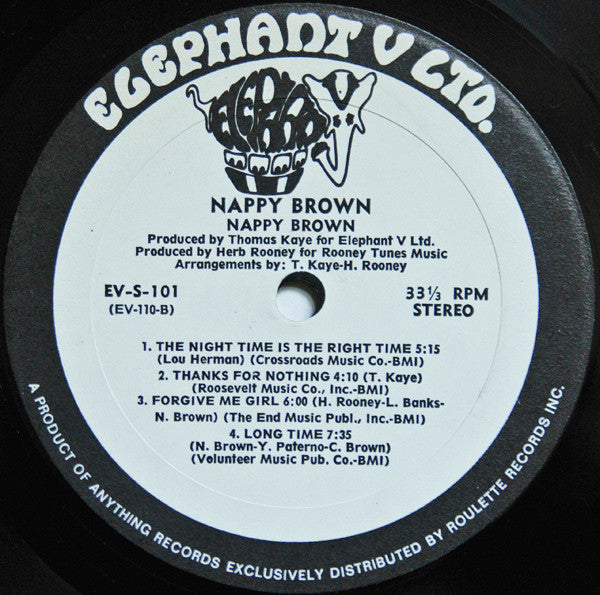 ELEPHANT V LTD.
ELEPHANT V
NAPPY BROWN
NAPPY BROWN
Produced by Thomas Kaye for Elephant V Ltd.
Produced by Herb Rooney for Rooney Tunes Music
Arrangements by: T. Kaye-H. Rooney
EV-S-101
(EV-110-B)
33⅓ RPM
STEREO
1. THE NIGHT TIME IS THE RIGHT TIME 5:15
(Lou Herman) (Crossroads Music Co.-BMI)
2. THANKS FOR NOTHING 4:10 (T. Kaye)
(Roosevelt Music Co., Inc.-BMI)
3. FORGIVE ME GIRL 6:00 (H. Rooney-L. Banks-
N. Brown) (The End Music Publ., Inc.-BMI)
4. LONG TIME 7:35
(N. Brown-Y. Paterno-C. Brown)
(Volunteer Music Pub. Co.-BMI)
A PRODUCT OF ANYTHING RECORDS EXCLUSIVELY DISTRIBUTED BY ROULETTE RECORDS INC.